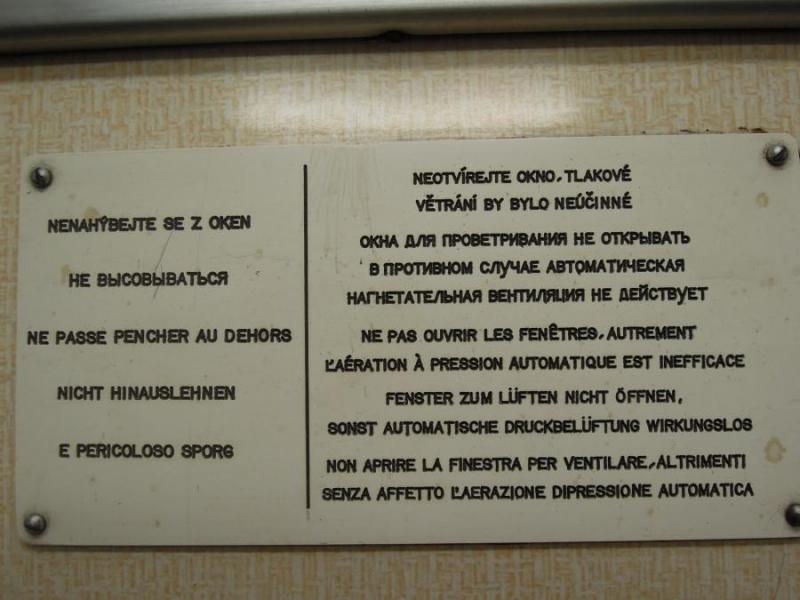 NENAHÝBEJTE SE Z OKEN
НЕ ВЫСОВЫВАТЬСЯ
NE PASSE PENCHER AU DEHORS
NICHT HINAUSLEHNEN
E PERICOLOSO SPORG
NEOTVÍREJTE OKNO, TLAKOVÉ
VĚTRÁNÍ BY BYLO NEÚČINNÉ
ОКНА ДЛЯ ПРОВЕТРИВАНИЯ НЕ ОТКРЫВАТЬ
В ПРОТИВНОМ СЛУЧАЕ АВТОМАТИЧЕСКАЯ
НАГНЕТАТЕЛЬНАЯ ВЕНТИЛЯЦИЯ НЕ ДЕЙСТВУЕТ
NE PAS OUVRIR LES FENÊTRES, AUTREMENT
L'AÉRATION À PRESSION AUTOMATIQUE EST INEFFICACE
FENSTER ZUM LÜFTEN NICHT ÖFFNEN,
SONST AUTOMATISCHE DRUCKBELÜFTUNG WIRKUNGSLOS
NON APRIRE LA FINESTRA PER VENTILARE, ALTRIMENTI
SENZA AFFETTO L'AERAZIONE DIPRESSIONE AUTOMATICA